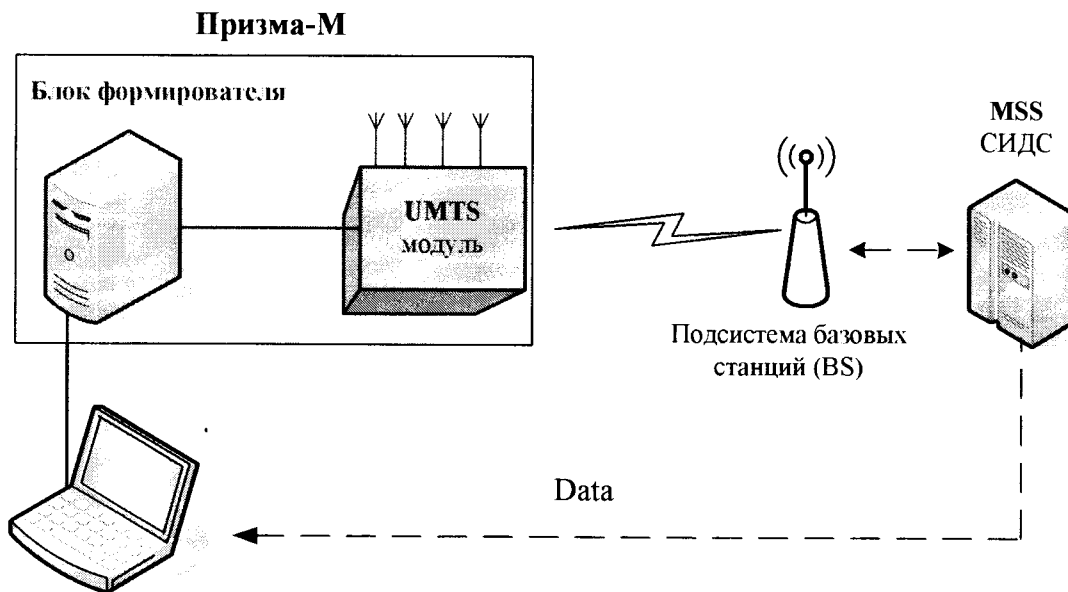 Призма-М
Блок формирователя
UMTS
модуль
MSS
СИДС
Подсистема базовых
станций (BS)
Data